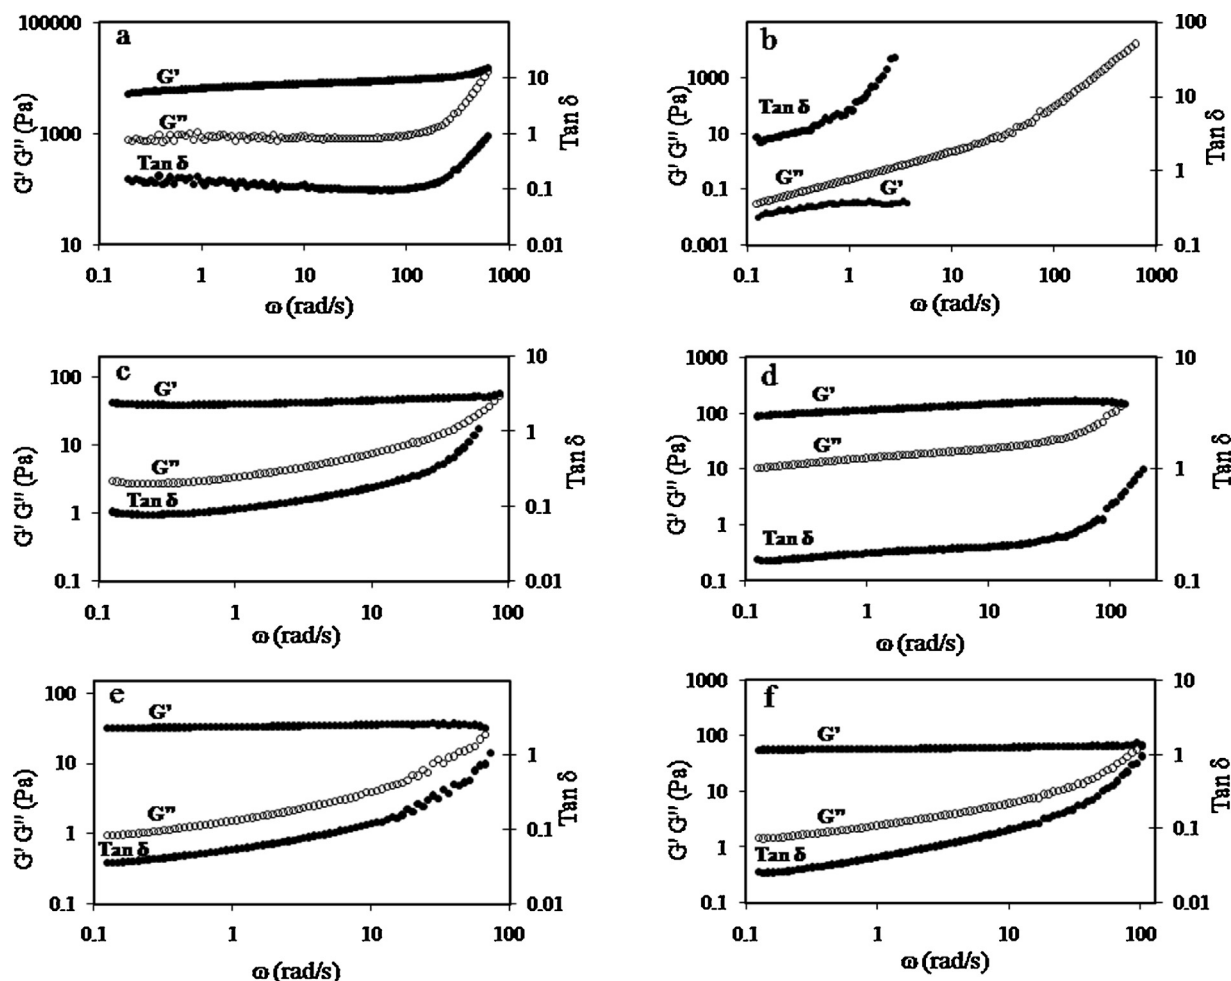 a
100000
1000
10
G' G'' (Pa)
G'
G''
Tan δ
10
1
0.1
0.01
Tan δ
0.1 1 10 100 1000
ω (rad/s)
b
1000
10
0.1
0.001
G' G'' (Pa)
Tan δ
G''
G'
100
10
1
0.1
Tan δ
0.1 1 10 100 1000
ω (rad/s)
c
100
10
1
0.1
G' G'' (Pa)
G'
G''
Tan δ
10
1
0.1
0.01
Tan δ
0.1 1 10 100
ω (rad/s)
d
1000
100
10
1
0.1
G' G'' (Pa)
G'
G''
Tan δ
10
1
0.1
Tan δ
0.1 1 10 100
ω (rad/s)
e
100
10
1
0.1
G' G'' (Pa)
G'
G''
Tan δ
1
0.1
0.01
Tan δ
0.1 1 10 100
ω (rad/s)
f
1000
100
10
1
0.1
G' G'' (Pa)
G'
G''
Tan δ
10
1
0.1
0.01
Tan δ
0.1 1 10 100
ω (rad/s)